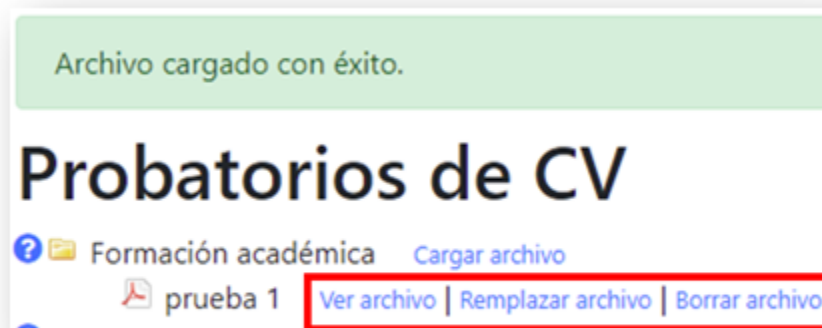 Archivo cargado con éxito.
Probatorios de CV
Formación académica Cargar archivo
prueba 1 Ver archivo | Remplazar archivo | Borrar archivo